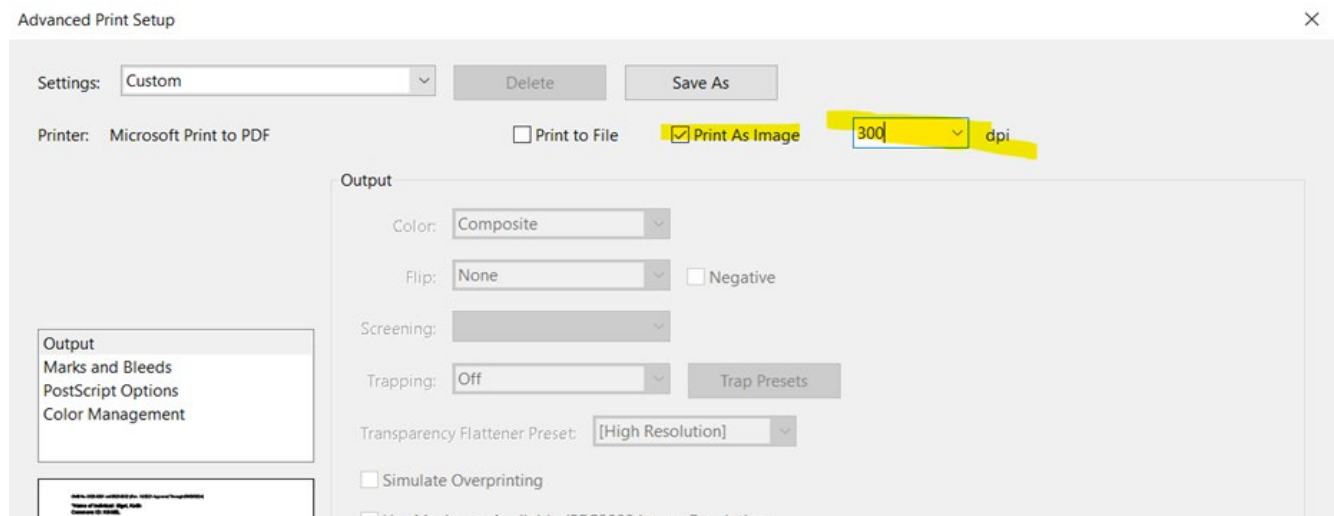 Advanced Print Setup
Settings: Custom Delete Save As
Printer: Microsoft Print to PDF Print to File Print As Image 300 dpi
Output
Color: Composite
Flip: None Negative
Screening:
Output
Marks and Bleeds
PostScript Options
Color Management
Trapping: Off Trap Presets
Transparency Flattener Preset: [High Resolution]
Simulate Overprinting